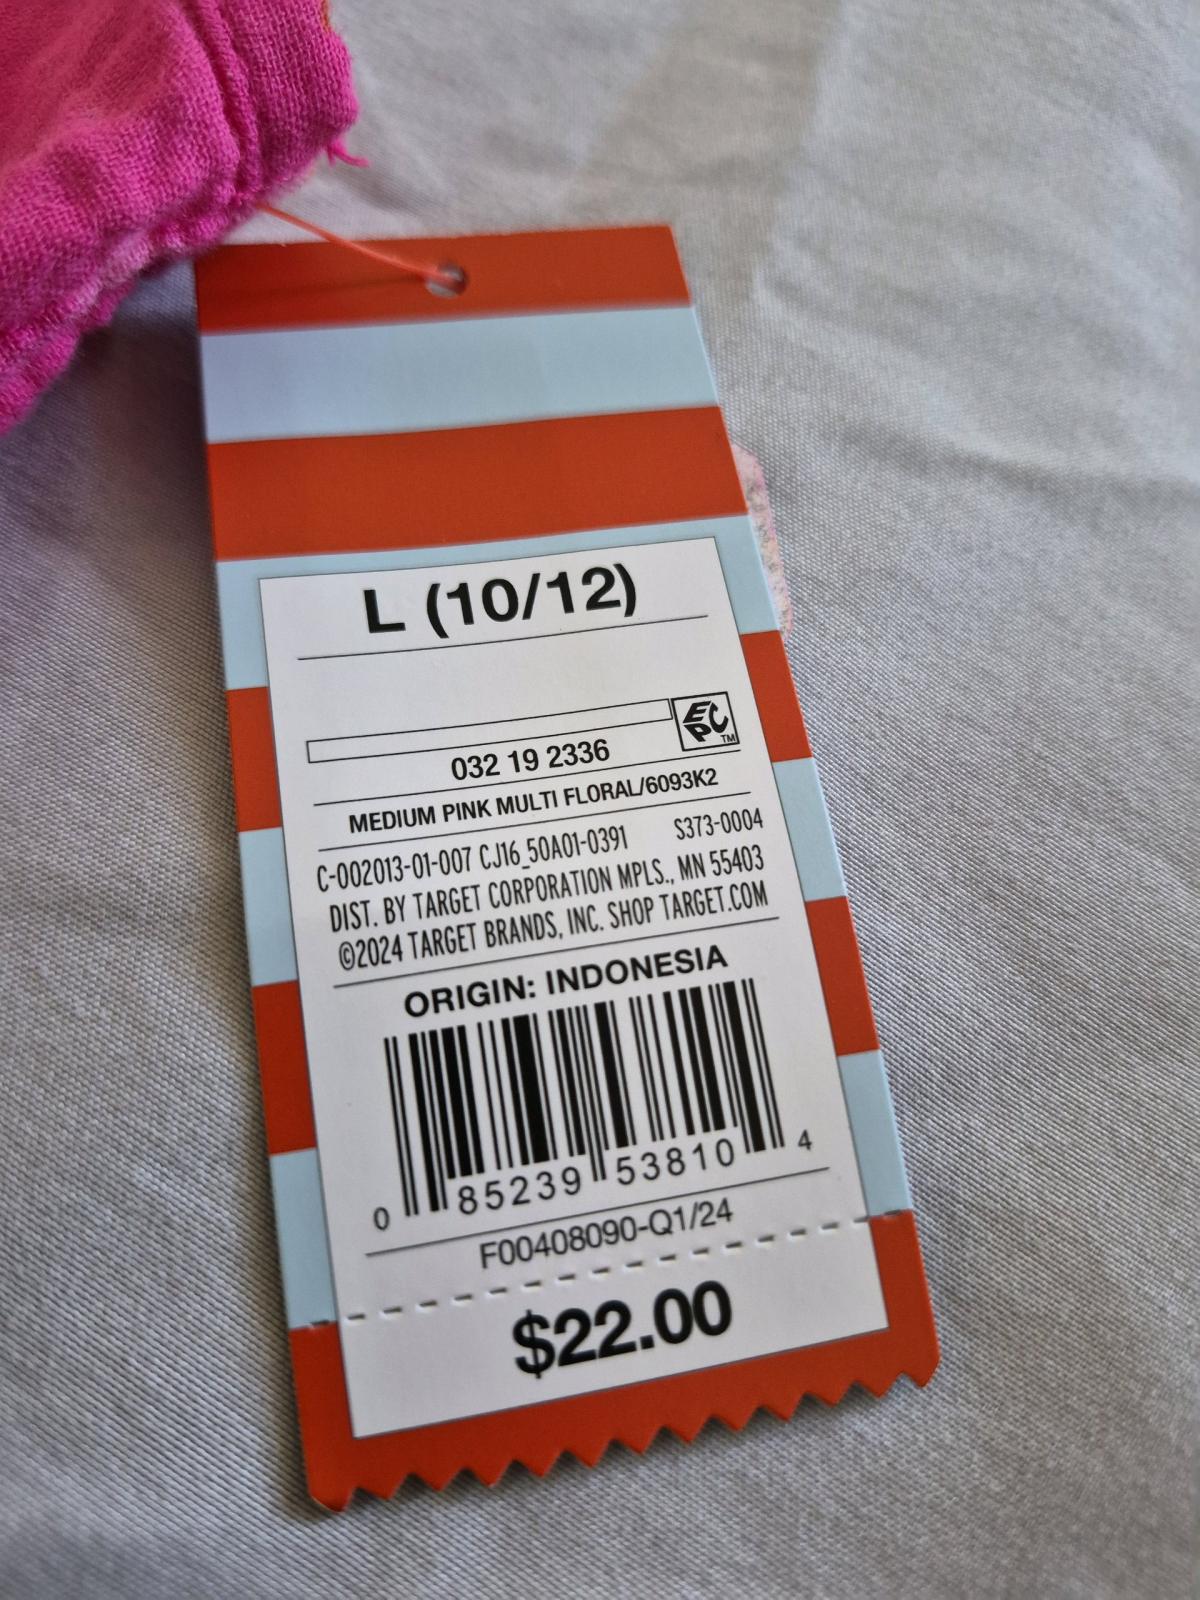 L (10/12)
EPC™
032 19 2336
MEDIUM PINK MULTI FLORAL/6093K2
C-002013-01-007 CJ16_50A01-0391 S373-0004
DIST. BY TARGET CORPORATION MPLS., MN 55403
©2024 TARGET BRANDS, INC. SHOP TARGET.COM
ORIGIN: INDONESIA
0 85239 53810 4
F00408090-Q1/24
$22.00